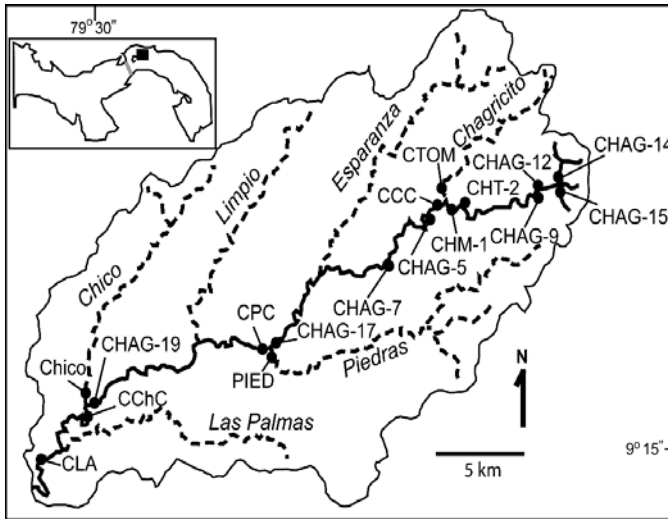 79° 30"
Esparanza
Chagricito
CHAG-14
CTOM
CHAG-12
Limpio
CCC
CHT-2
CHAG-15
CHM-1
CHAG-9
CHAG-5
Chico
CHAG-7
CPC
CHAG-17
CHAG-19
Piedras
N
Chico
PIED
CChC
Las Palmas
9° 15"
CLA
5 km